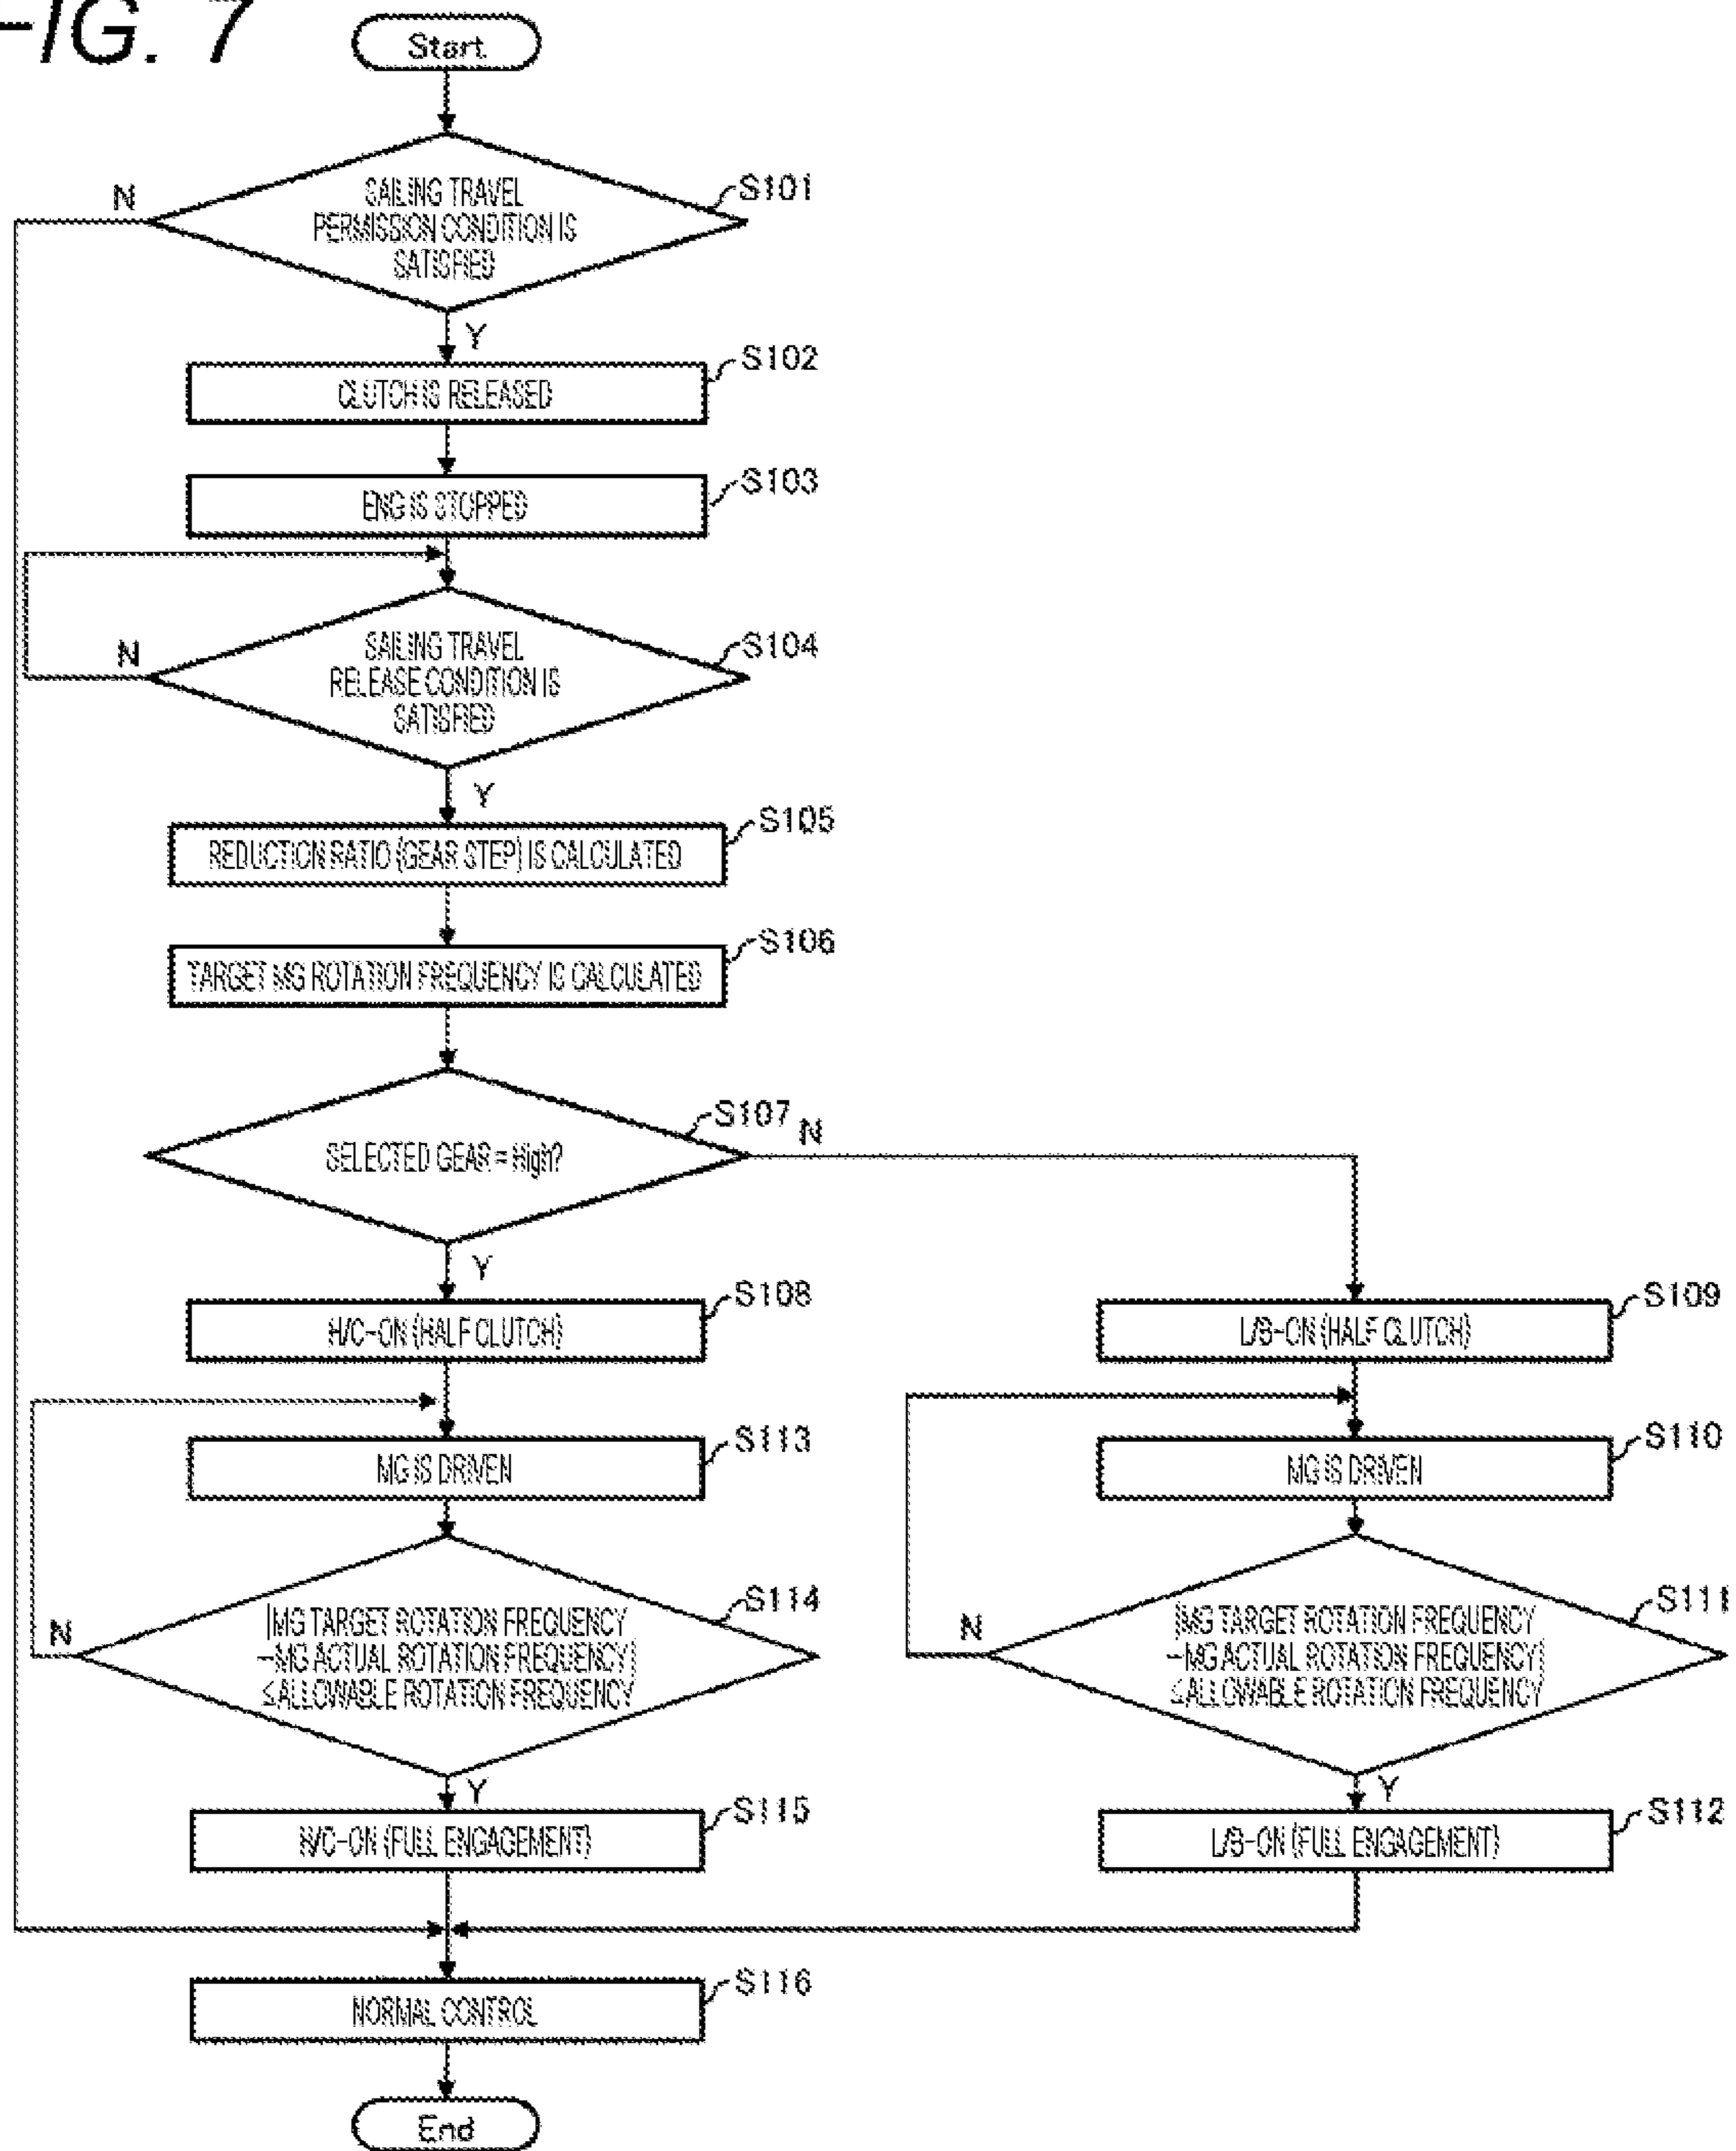 FIG. 7
Start
SAILING TRAVEL
PERMISSION CONDITION IS
SATISFIED
S101
N
Y
CLUTCH IS RELEASED
S102
ENG IS STOPPED
S103
SAILING TRAVEL
RELEASE CONDITION IS
SATISFIED
S104
N
Y
REDUCTION RATIO (GEAR STEP) IS CALCULATED
S105
TARGET MG ROTATION FREQUENCY IS CALCULATED
S106
SELECTED GEAR = High?
S107
N
Y
H/C-ON (HALF CLUTCH)
S108
L/B-ON (HALF CLUTCH)
S109
MG IS DRIVEN
S113
MG IS DRIVEN
S110
|MG TARGET ROTATION FREQUENCY
-MG ACTUAL ROTATION FREQUENCY|
≤ALLOWABLE ROTATION FREQUENCY
S114
N
Y
|MG TARGET ROTATION FREQUENCY
-MG ACTUAL ROTATION FREQUENCY|
≤ALLOWABLE ROTATION FREQUENCY
S111
N
Y
H/C-ON (FULL ENGAGEMENT)
S115
L/B-ON (FULL ENGAGEMENT)
S112
NORMAL CONTROL
S116
End